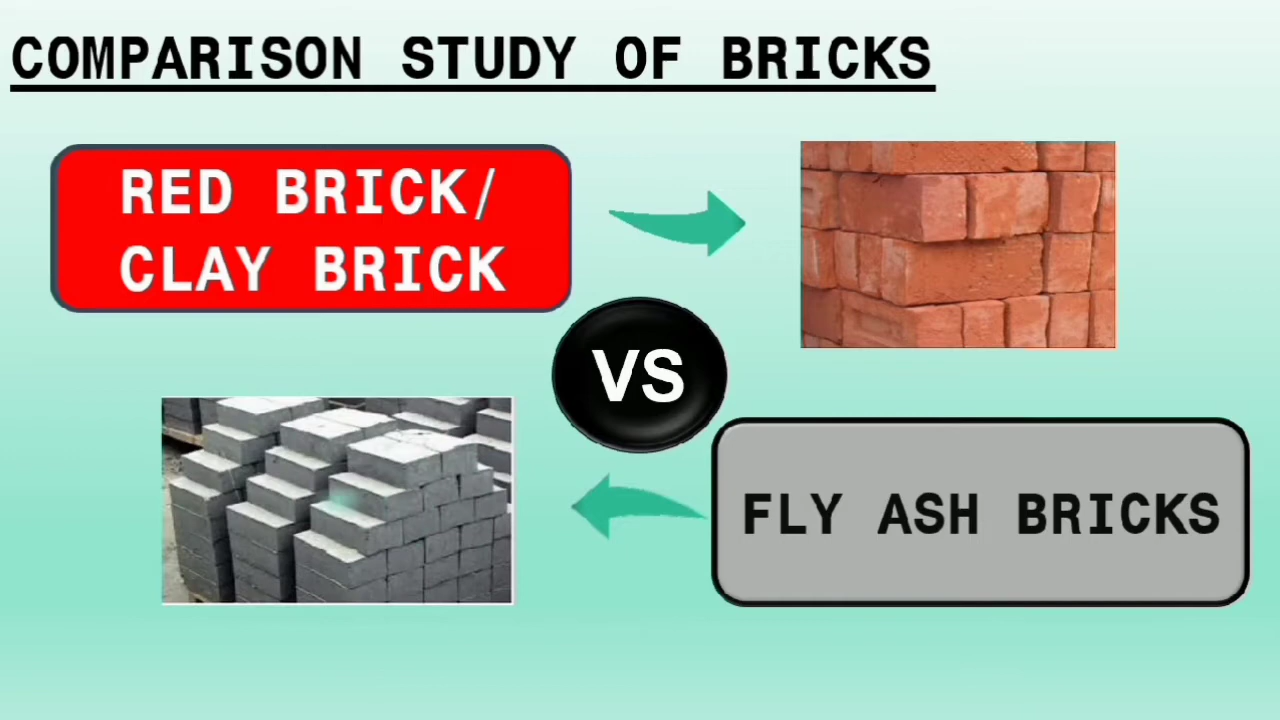 COMPARISON STUDY OF BRICKS
RED BRICK/
CLAY BRICK
VS
FLY ASH BRICKS